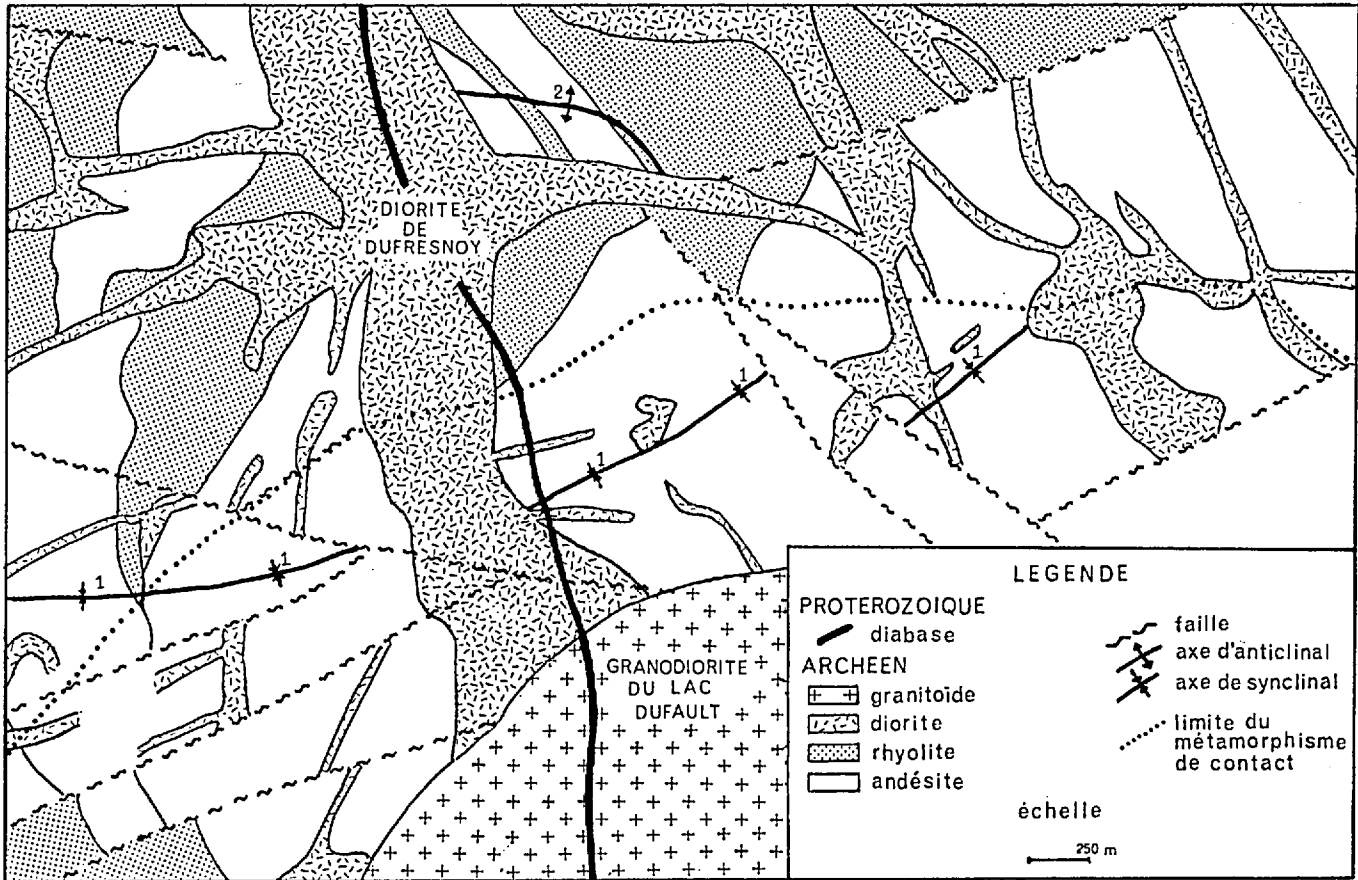 2
DIORITE
DE
DUFRESNOY
1
1
1
1
1
GRANODIORITE
DU LAC
DUFAULT
LEGENDE
PROTEROZOIQUE
diabase
ARCHEEN
granitoïde
diorite
rhyolite
andésite
faille
axe d'anticlinal
axe de synclinal
limite du
métamorphisme
de contact
échelle
250 m